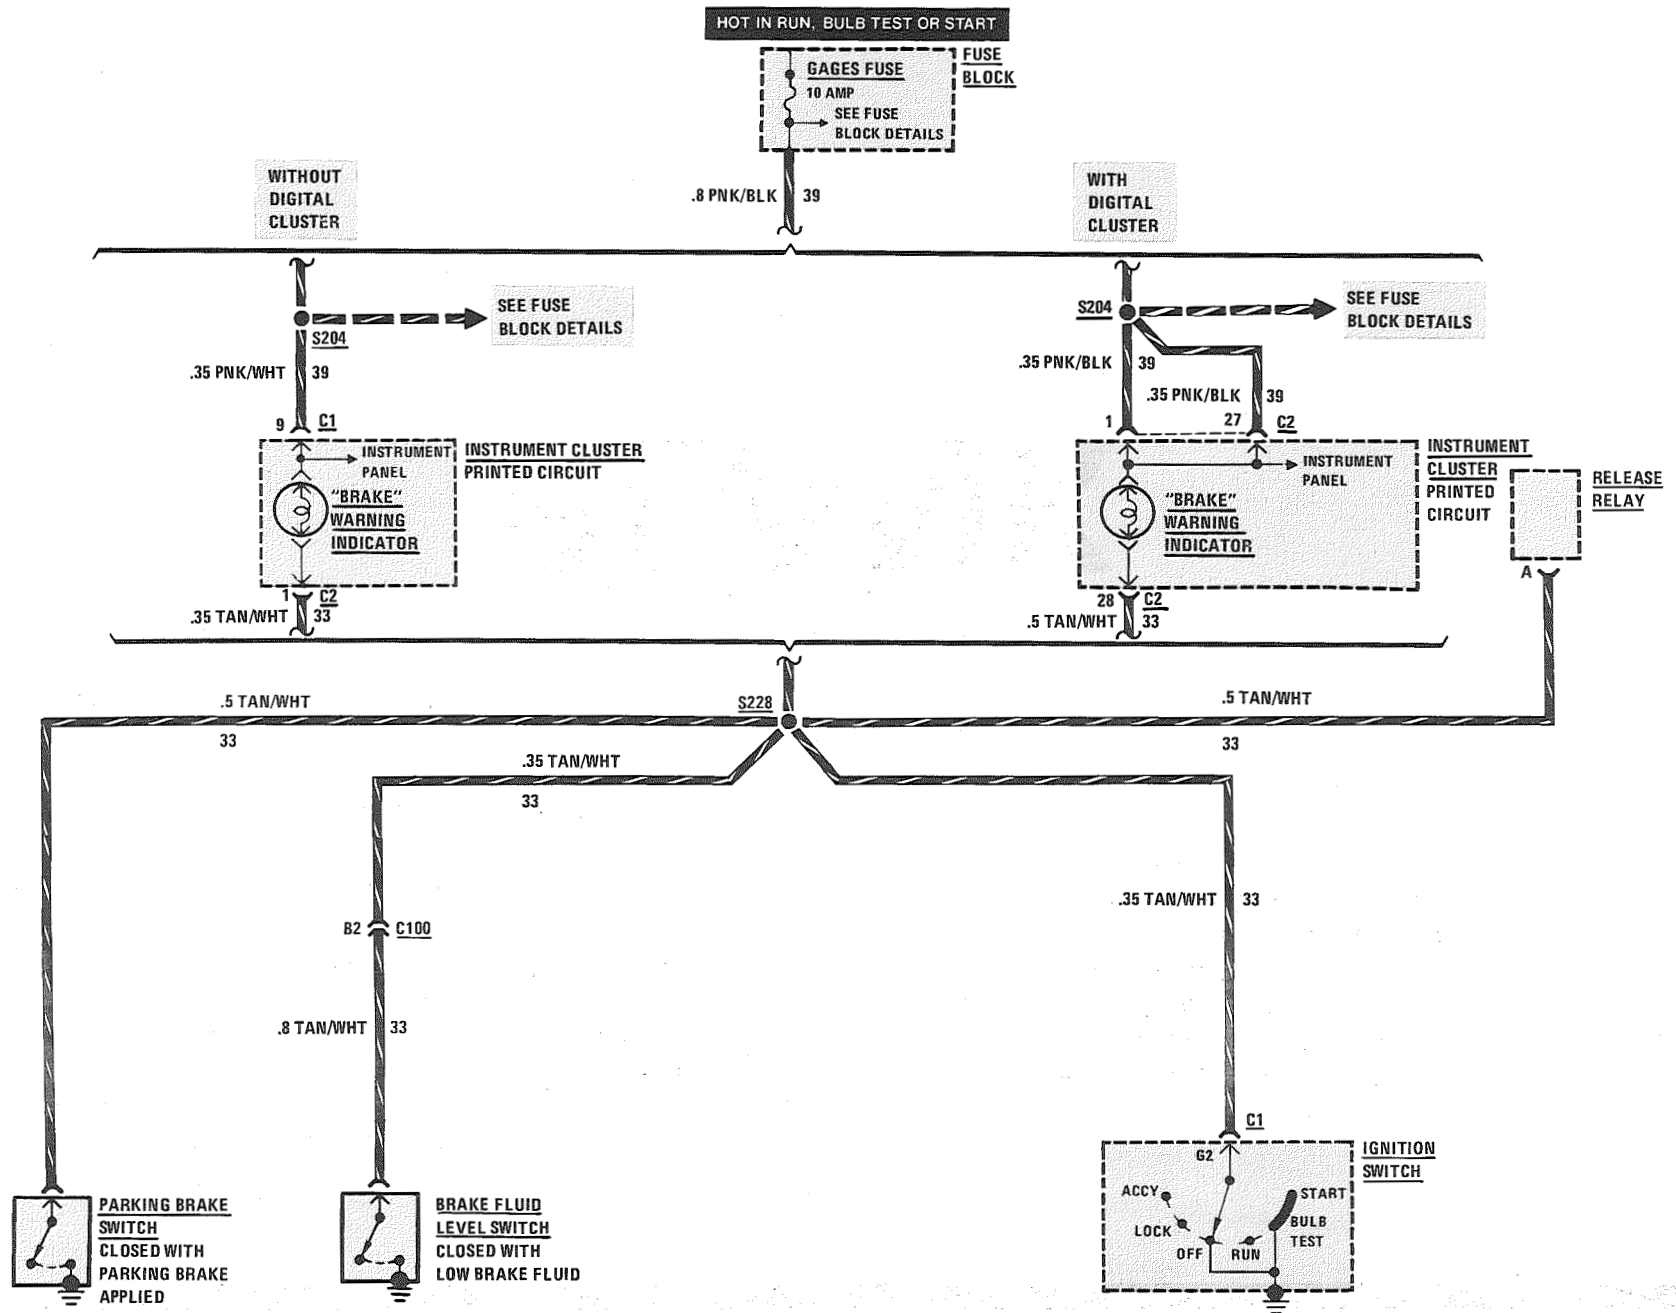 HOT IN RUN, BULB TEST OR START
FUSE
BLOCK
GAGES FUSE
10 AMP
SEE FUSE
BLOCK DETAILS
.8 PNK/BLK
39
WITHOUT
DIGITAL
CLUSTER
WITH
DIGITAL
CLUSTER
SEE FUSE
BLOCK DETAILS
S204
.35 PNK/WHT
39
9
C1
INSTRUMENT
PANEL
"BRAKE"
WARNING
INDICATOR
INSTRUMENT CLUSTER
PRINTED CIRCUIT
1
C2
.35 TAN/WHT
33
S204
SEE FUSE
BLOCK DETAILS
.35 PNK/BLK
39
.35 PNK/BLK
39
1
27
C2
INSTRUMENT
PANEL
"BRAKE"
WARNING
INDICATOR
INSTRUMENT
CLUSTER
PRINTED
CIRCUIT
RELEASE
RELAY
A
28
C2
.5 TAN/WHT
33
S228
.5 TAN/WHT
33
.5 TAN/WHT
33
.35 TAN/WHT
33
B2
C100
.8 TAN/WHT
33
.35 TAN/WHT
33
C1
G2
IGNITION
SWITCH
ACCY
LOCK
OFF
RUN
BULB
TEST
START
PARKING BRAKE
SWITCH
CLOSED WITH
PARKING BRAKE
APPLIED
BRAKE FLUID
LEVEL SWITCH
CLOSED WITH
LOW BRAKE FLUID